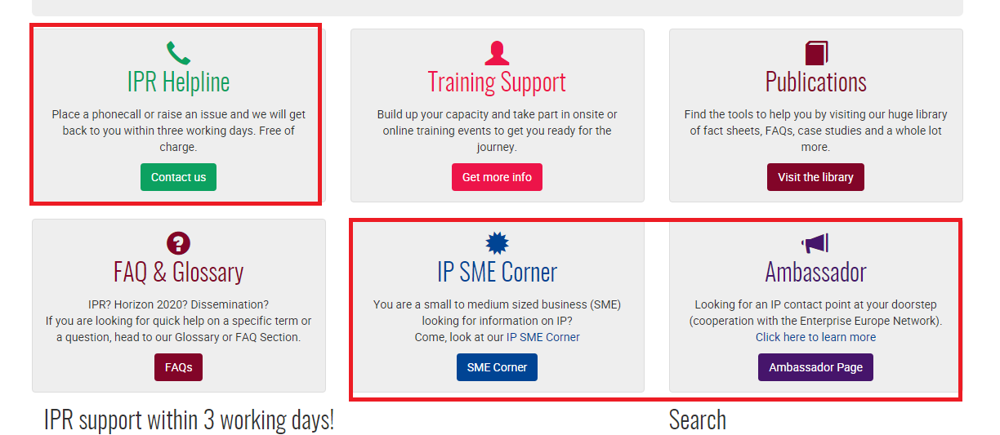 IPR Helpline
Place a phonecall or raise an issue and we will get
back to you within three working days. Free of
charge.
Contact us
Training Support
Build up your capacity and take part in onsite or
online training events to get you ready for the
journey.
Get more info
Publications
Find the tools to help you by visiting our huge library
of fact sheets, FAQs, case studies and a whole lot
more.
Visit the library
FAQ & Glossary
IPR? Horizon 2020? Dissemination?
If you are looking for quick help on a specific term or
a question, head to our Glossary or FAQ Section.
FAQs
IP SME Corner
You are a small to medium sized business (SME)
looking for information on IP?
Come, look at our IP SME Corner
SME Corner
Ambassador
Looking for an IP contact point at your doorstep
(cooperation with the Enterprise Europe Network).
Click here to learn more
Ambassador Page
IPR support within 3 working days!
Search